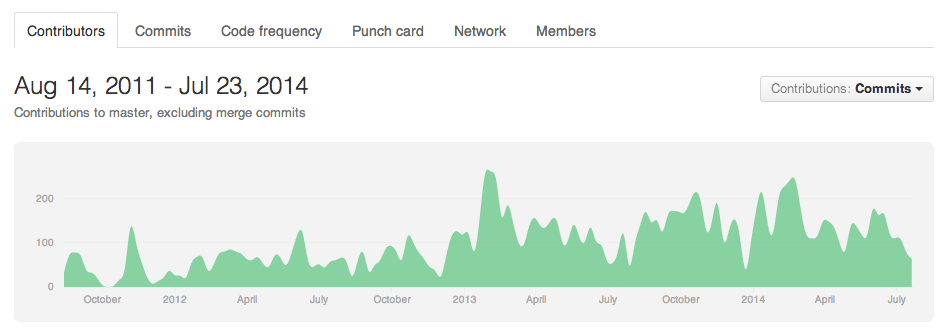 Contributors Commits Code frequency Punch card Network Members
Aug 14, 2011 - Jul 23, 2014
Contributions: Commits
Contributions to master, excluding merge commits
200
100
0
October 2012 April July October 2013 April July October 2014 April July